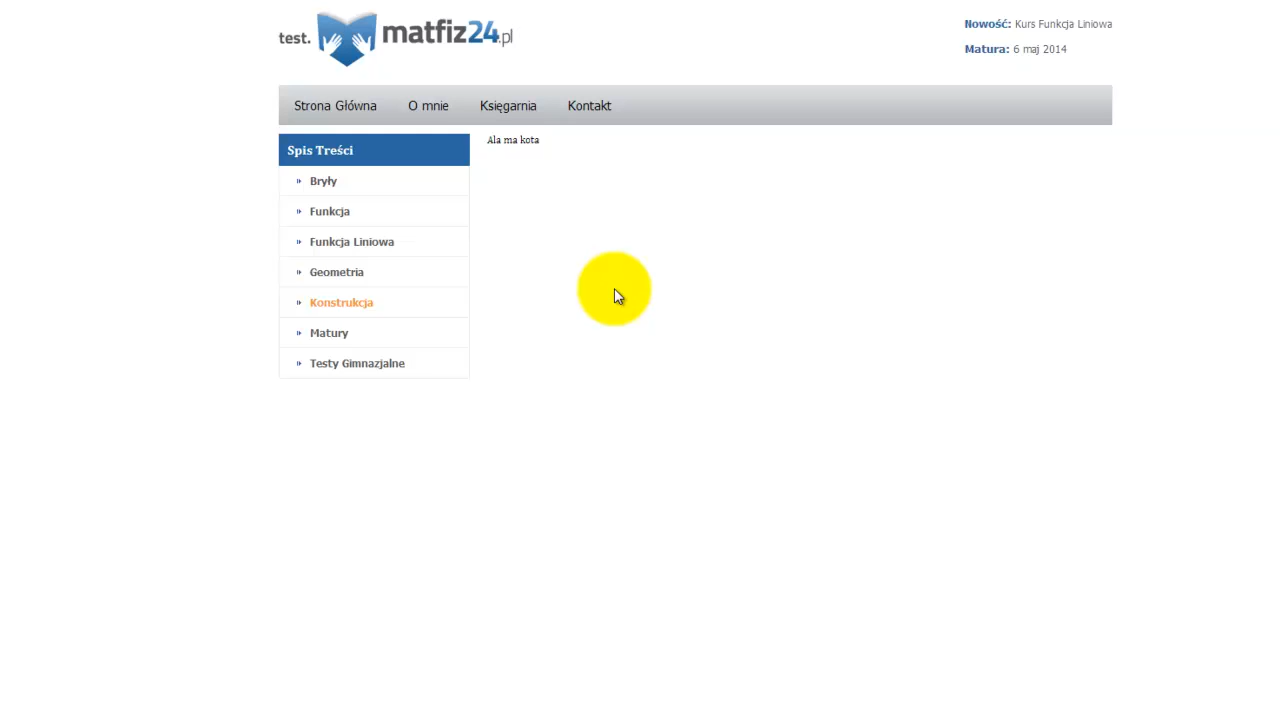 test. matfiz24.pl
Nowość: Kurs Funkcja Liniowa
Matura: 6 maj 2014
Strona Główna O mnie Księgarnia Kontakt
Spis Treści
Ala ma kota
Bryły
Funkcja
Funkcja Liniowa
Geometria
Konstrukcja
Matury
Testy Gimnazjalne